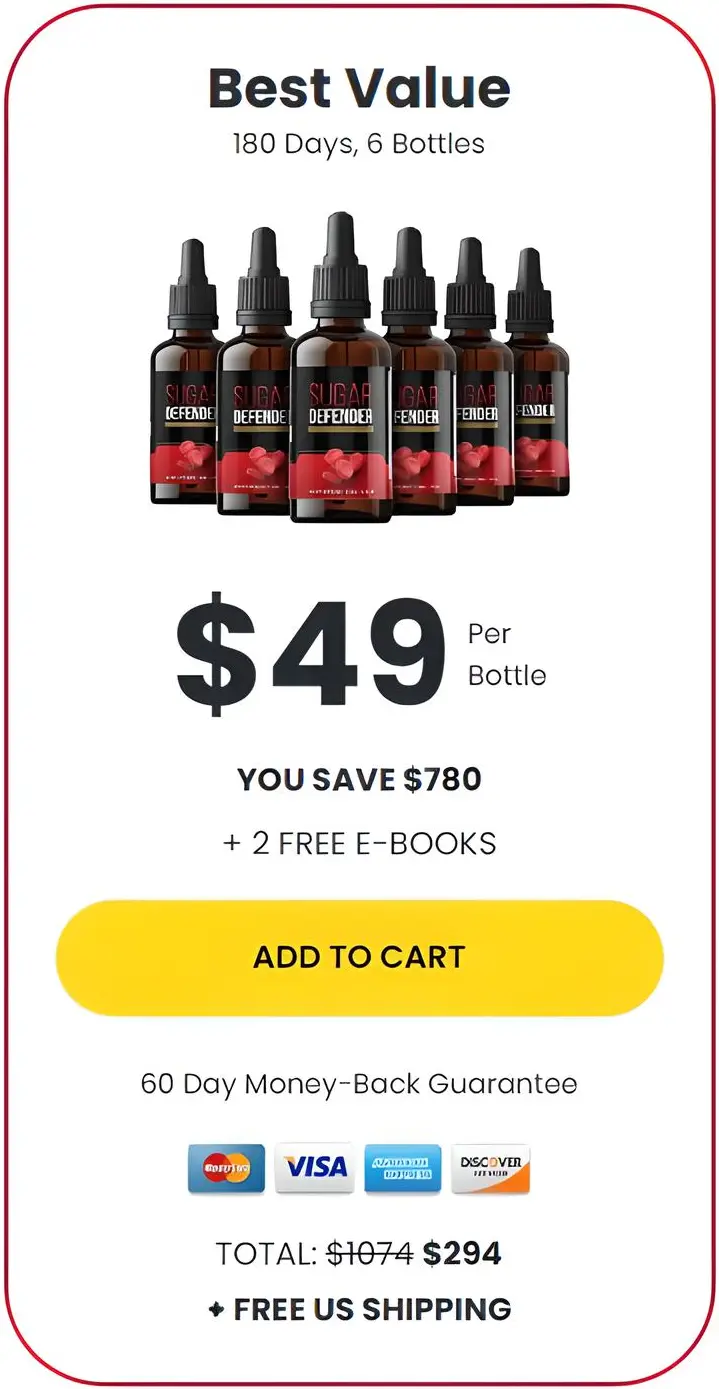 Best Value
180 Days, 6 Bottles
SUGAR
DEFENDER
$49 Per
Bottle
YOU SAVE $780
+ 2 FREE E-BOOKS
ADD TO CART
60 Day Money-Back Guarantee
VISA
DISCOVER
TOTAL: $1074 $294
+ FREE US SHIPPING